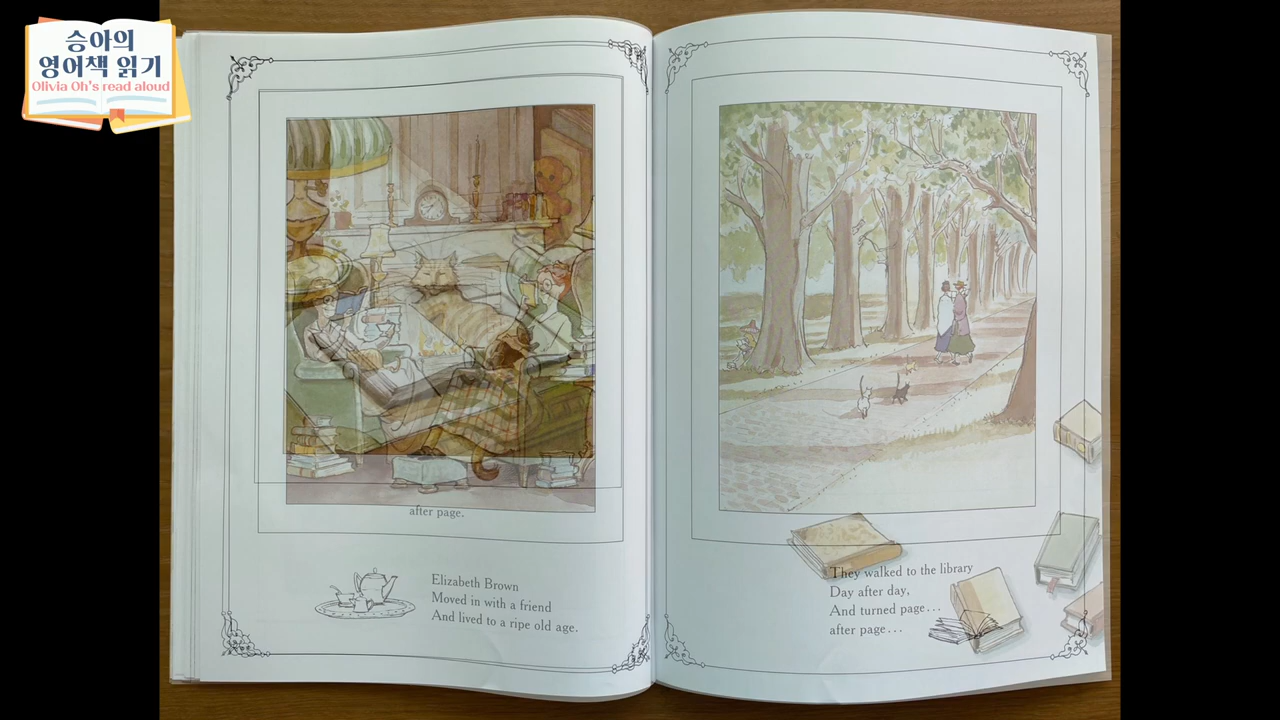 승아의
영어책 읽기
Olivia Oh's read aloud
after page.
Elizabeth Brown
Moved in with a friend
And lived to a ripe old age.
They walked to the library
Day after day,
And turned page...
after page...